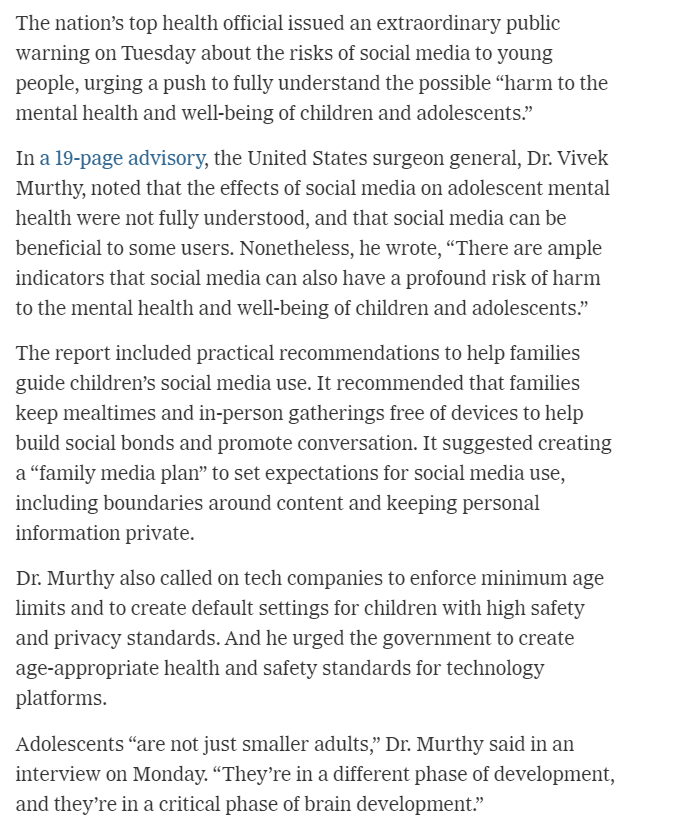 The nation’s top health official issued an extraordinary public
warning on Tuesday about the risks of social media to young
people, urging a push to fully understand the possible “harm to the
mental health and well-being of children and adolescents.”
In a 19-page advisory, the United States surgeon general, Dr. Vivek
Murthy, noted that the effects of social media on adolescent mental
health were not fully understood, and that social media can be
beneficial to some users. Nonetheless, he wrote, “There are ample
indicators that social media can also have a profound risk of harm
to the mental health and well-being of children and adolescents.”
The report included practical recommendations to help families
guide children’s social media use. It recommended that families
keep mealtimes and in-person gatherings free of devices to help
build social bonds and promote conversation. It suggested creating
a “family media plan” to set expectations for social media use,
including boundaries around content and keeping personal
information private.
Dr. Murthy also called on tech companies to enforce minimum age
limits and to create default settings for children with high safety
and privacy standards. And he urged the government to create
age-appropriate health and safety standards for technology
platforms.
Adolescents “are not just smaller adults,” Dr. Murthy said in an
interview on Monday. “They’re in a different phase of development,
and they’re in a critical phase of brain development.”